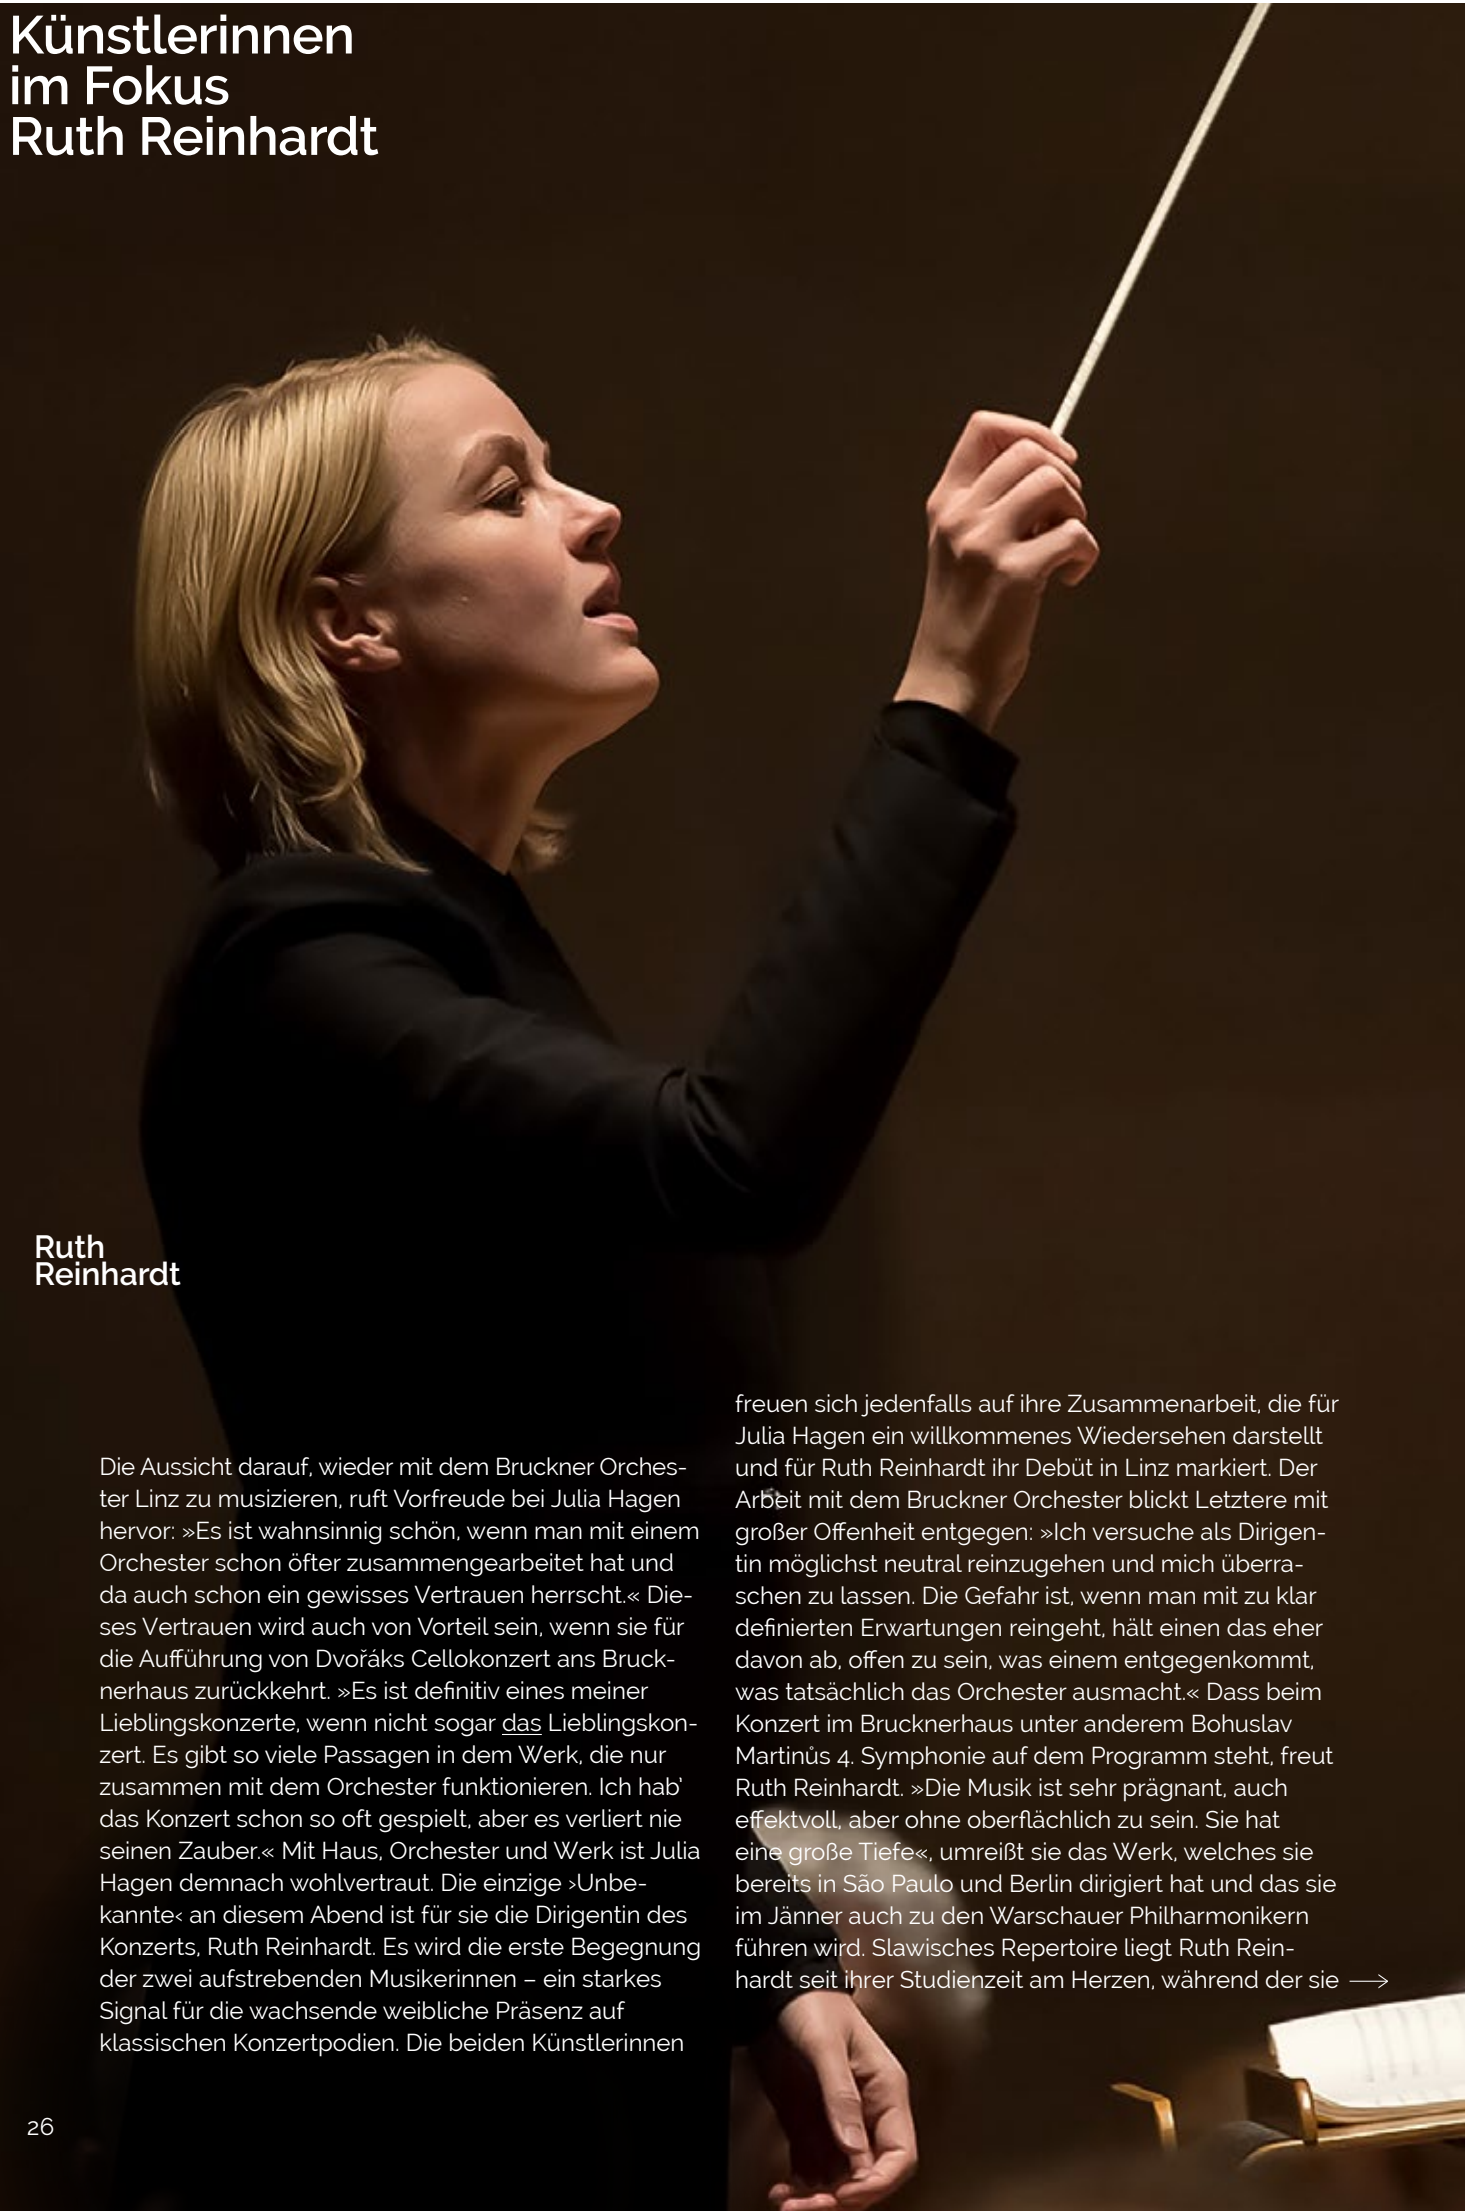 Künstlerinnen
im Fokus
Ruth Reinhardt
Ruth
Reinhardt
Die Aussicht darauf, wieder mit dem Bruckner Orches-
ter Linz zu musizieren, ruft Vorfreude bei Julia Hagen
hervor: »Es ist wahnsinnig schön, wenn man mit einem
Orchester schon öfter zusammengearbeitet hat und
da auch schon ein gewisses Vertrauen herrscht.« Die-
ses Vertrauen wird auch von Vorteil sein, wenn sie für
die Aufführung von Dvořáks Cellokonzert ans Bruck-
nerhaus zurückkehrt. »Es ist definitiv eines meiner
Lieblingskonzerte, wenn nicht sogar das Lieblingskon-
zert. Es gibt so viele Passagen in dem Werk, die nur
zusammen mit dem Orchester funktionieren. Ich hab’
das Konzert schon so oft gespielt, aber es verliert nie
seinen Zauber.« Mit Haus, Orchester und Werk ist Julia
Hagen demnach wohlvertraut. Die einzige ›Unbe-
kannte‹ an diesem Abend ist für sie die Dirigentin des
Konzerts, Ruth Reinhardt. Es wird die erste Begegnung
der zwei aufstrebenden Musikerinnen – ein starkes
Signal für die wachsende weibliche Präsenz auf
klassischen Konzertpodien. Die beiden Künstlerinnen
freuen sich jedenfalls auf ihre Zusammenarbeit, die für
Julia Hagen ein willkommenes Wiedersehen darstellt
und für Ruth Reinhardt ihr Debüt in Linz markiert. Der
Arbeit mit dem Bruckner Orchester blickt Letztere mit
großer Offenheit entgegen: »Ich versuche als Dirigen-
tin möglichst neutral reinzugehen und mich überra-
schen zu lassen. Die Gefahr ist, wenn man mit zu klar
definierten Erwartungen reingeht, hält einen das eher
davon ab, offen zu sein, was einem entgegenkommt,
was tatsächlich das Orchester ausmacht.« Dass beim
Konzert im Brucknerhaus unter anderem Bohuslav
Martinůs 4. Symphonie auf dem Programm steht, freut
Ruth Reinhardt. »Die Musik ist sehr prägnant, auch
effektvoll, aber ohne oberflächlich zu sein. Sie hat
eine große Tiefe«, umreißt sie das Werk, welches sie
bereits in São Paulo und Berlin dirigiert hat und das sie
im Jänner auch zu den Warschauer Philharmonikern
führen wird. Slawisches Repertoire liegt Ruth Rein-
hardt seit ihrer Studienzeit am Herzen, während der sie →
26